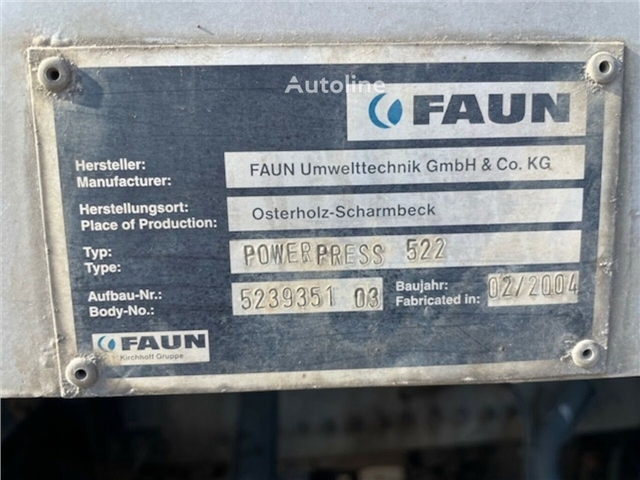 Autoline
FAUN
Hersteller:
Manufacturer:
FAUN Umwelttechnik GmbH & Co. KG
Herstellungsort:
Place of Production:
Osterholz-Scharmbeck
Typ:
Type:
POWERPRESS 522
Aufbau-Nr.:
Body-No.:
5239351 03
Baujahr:
Fabricated in:
02/2004
FAUN
Kirchhoff Gruppe